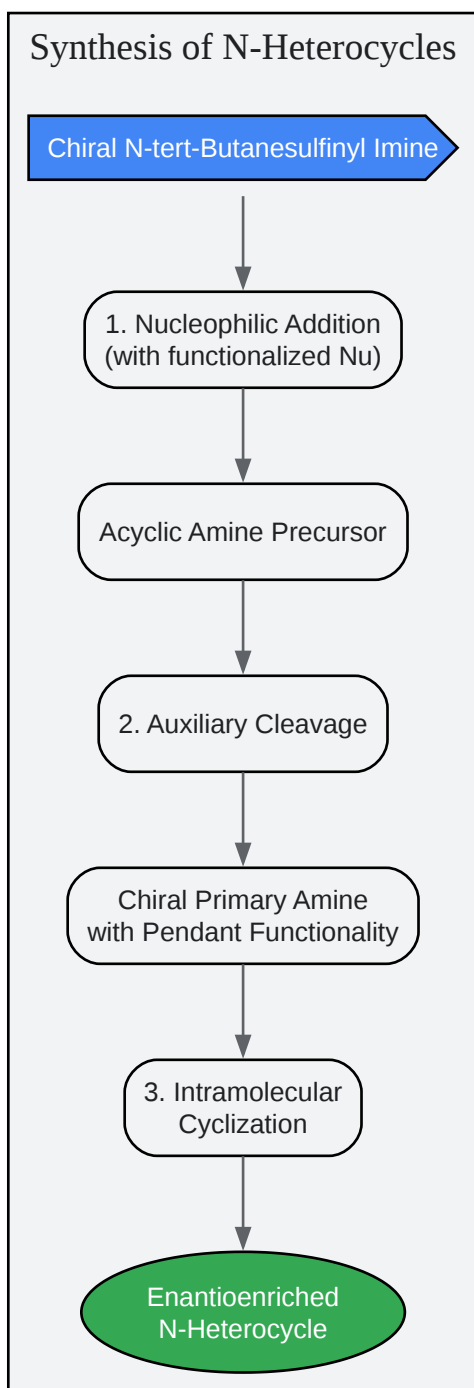 Synthesis of N-Heterocycles
Chiral N-tert-Butanesulfinyl Imine
1. Nucleophilic Addition
(with functionalized Nu)
Acyclic Amine Precursor
2. Auxiliary Cleavage
Chiral Primary Amine
with Pendant Functionality
3. Intramolecular
Cyclization
Enantioenriched
N-Heterocycle